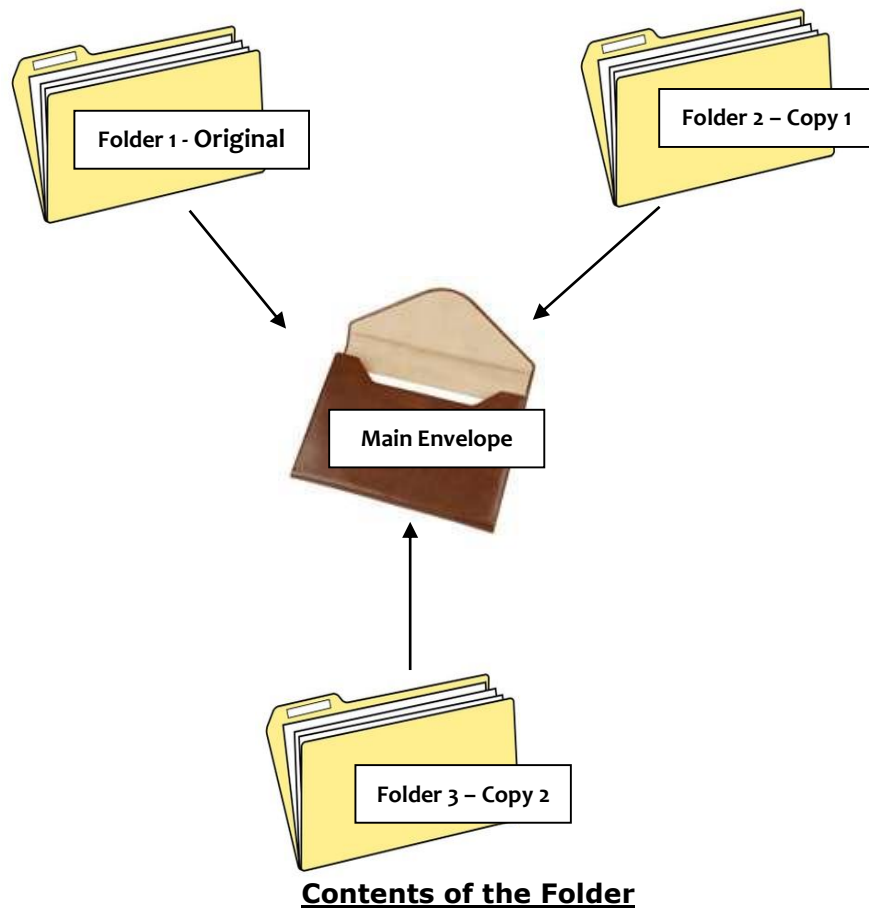 Folder 1 - Original
Folder 2 – Copy 1
Main Envelope
Folder 3 – Copy 2
Contents of the Folder